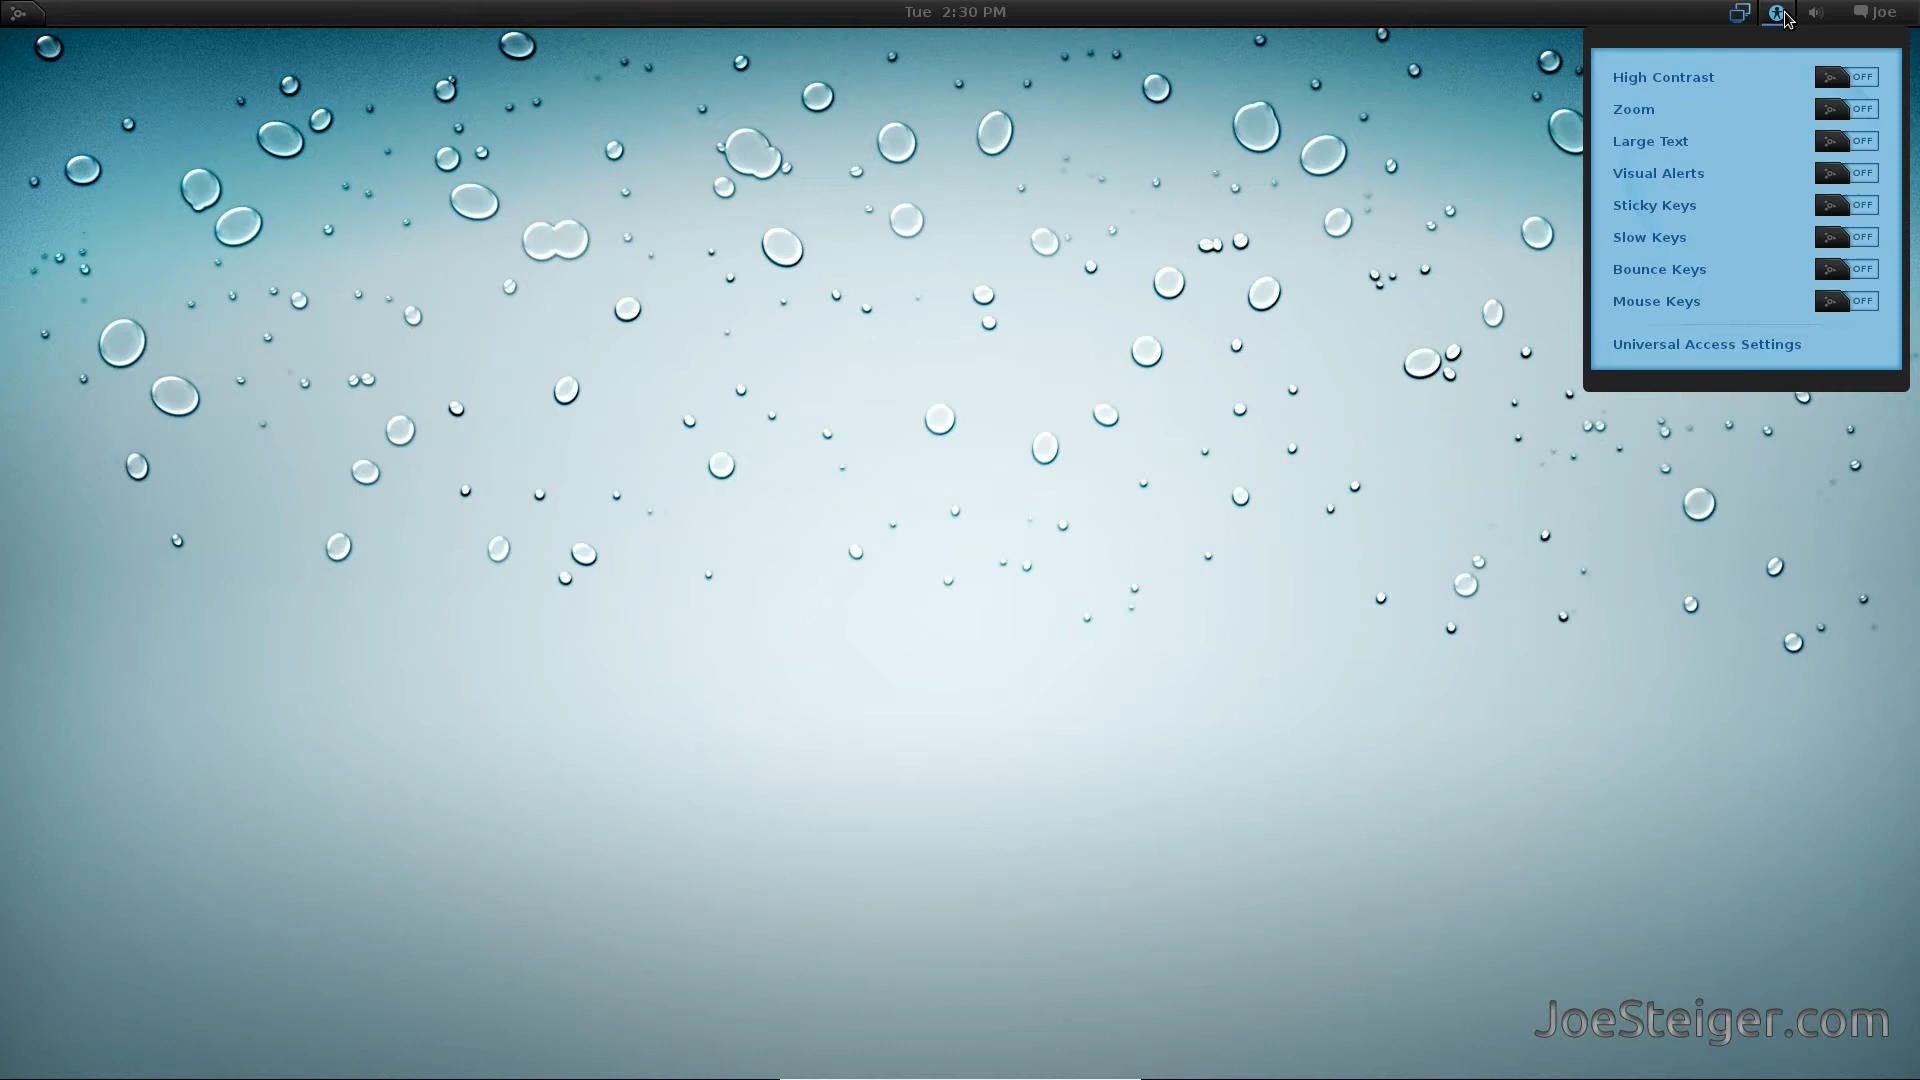 Tue 2:30 PM
Joe
High Contrast OFF
Zoom OFF
Large Text OFF
Visual Alerts OFF
Sticky Keys OFF
Slow Keys OFF
Bounce Keys OFF
Mouse Keys OFF
Universal Access Settings
JoeSteiger.com